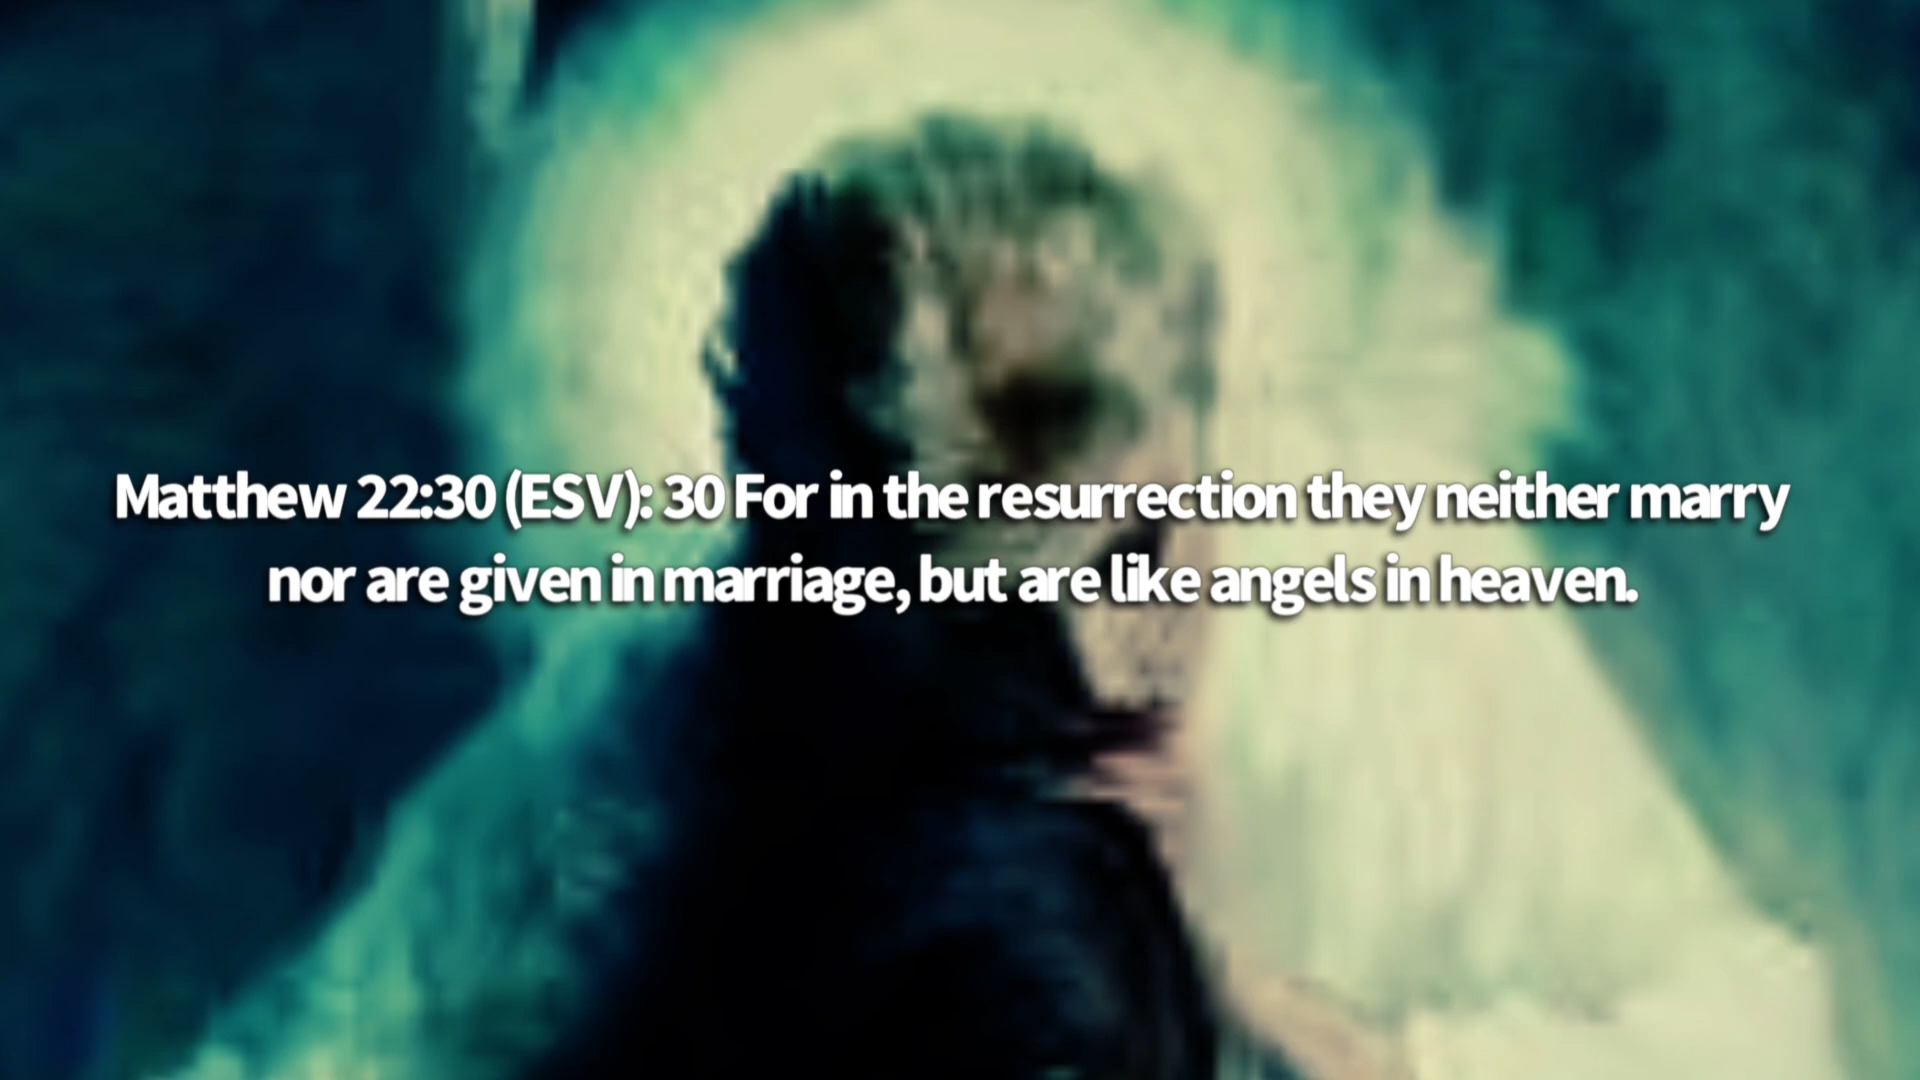 Matthew 22:30 (ESV): 30 For in the resurrection they neither marry
nor are given in marriage, but are like angels in heaven.